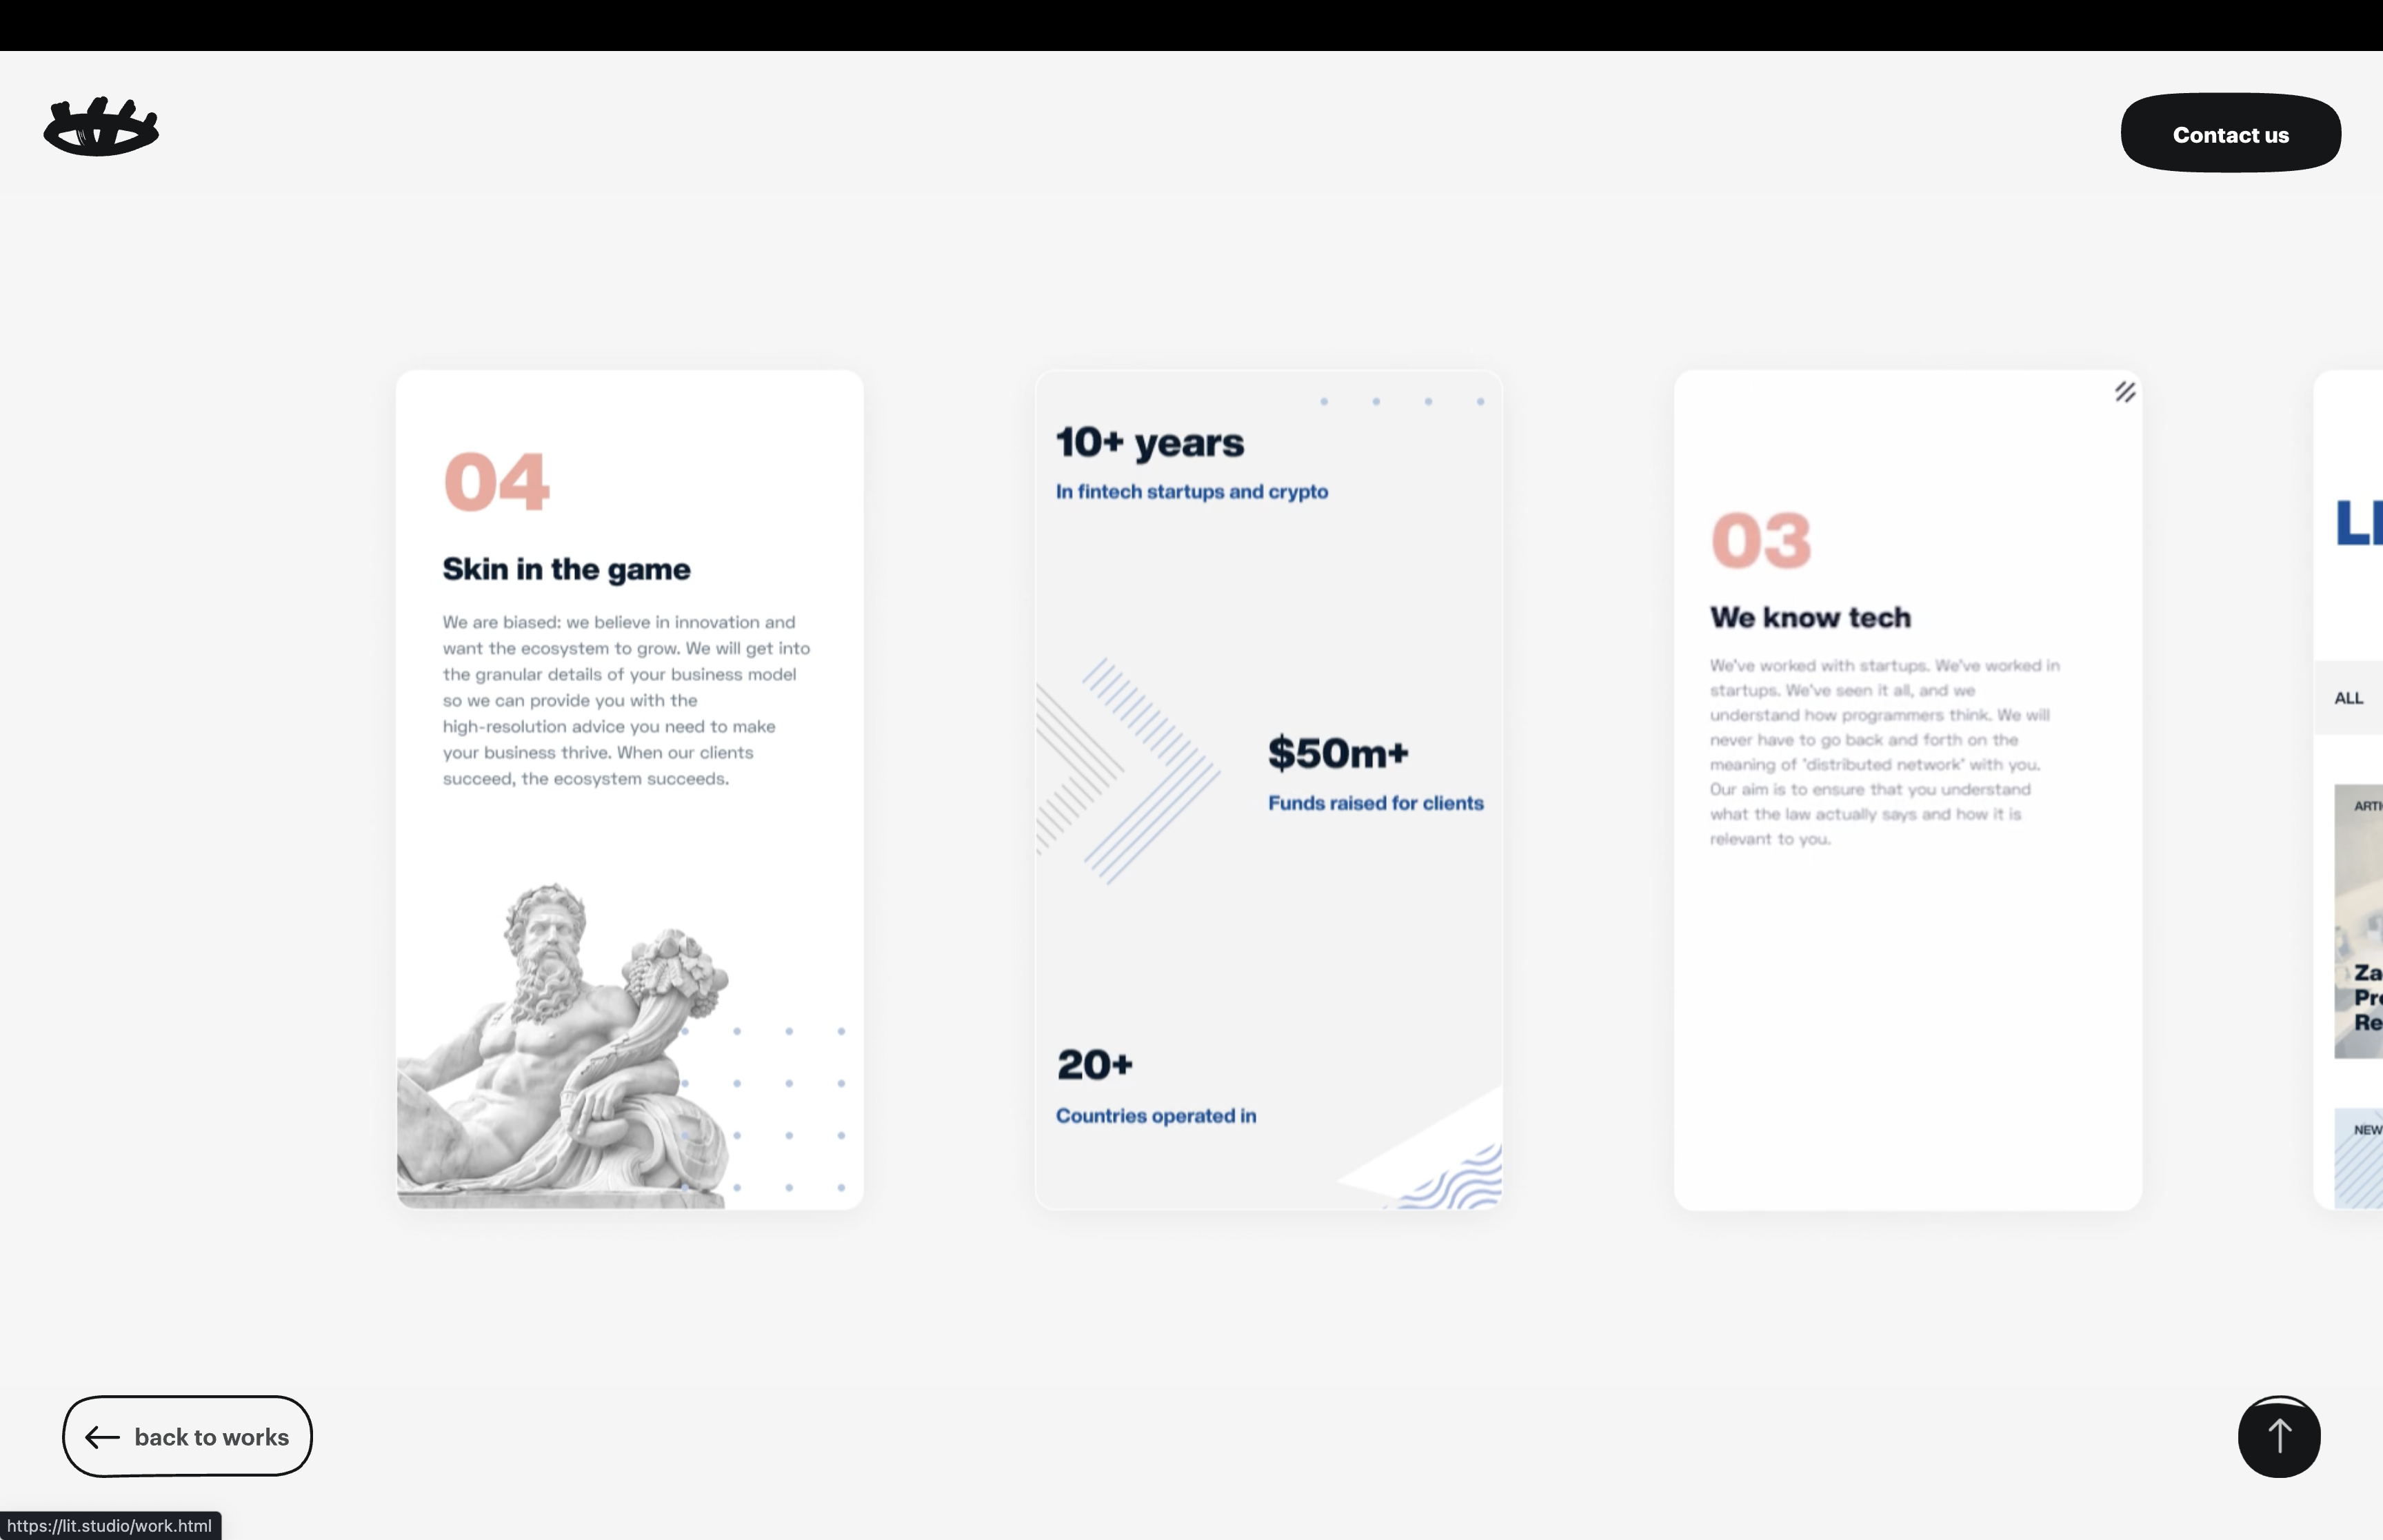 Contact us
04
Skin in the game
We are biased: we believe in innovation and
want the ecosystem to grow. We will get into
the granular details of your business model
so we can provide you with the
high-resolution advice you need to make
your business thrive. When our clients
succeed, the ecosystem succeeds.
10+ years
In fintech startups and crypto
$50m+
Funds raised for clients
20+
Countries operated in
03
We know tech
We've worked with startups. We've worked in
startups. We've seen it all, and we
understand how programmers think. We will
never have to go back and forth on the
meaning of 'distributed network' with you.
Our aim is to ensure that you understand
what the law actually says and how it is
relevant to you.
ALL
back to works
https://lit.studio/work.html